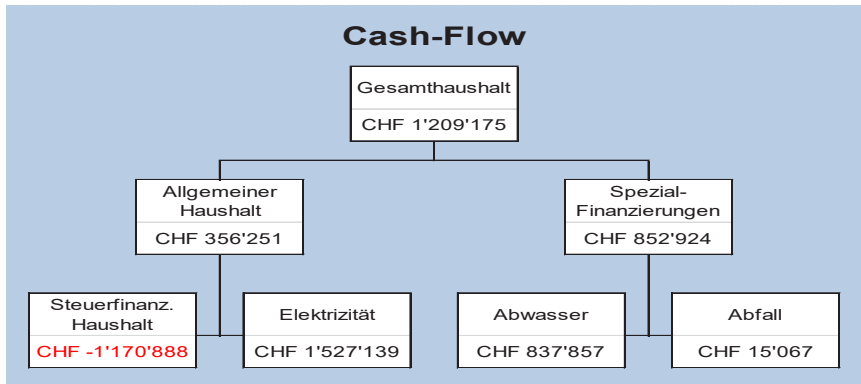 Cash-Flow
Gesamthaushalt
CHF 1'209'175
Allgemeiner
Haushalt
CHF 356'251
Spezial-
Finanzierungen
CHF 852'924
Steuerfinanz.
Haushalt
CHF -1'170'888
Elektrizität
CHF 1'527'139
Abwasser
CHF 837'857
Abfall
CHF 15'067